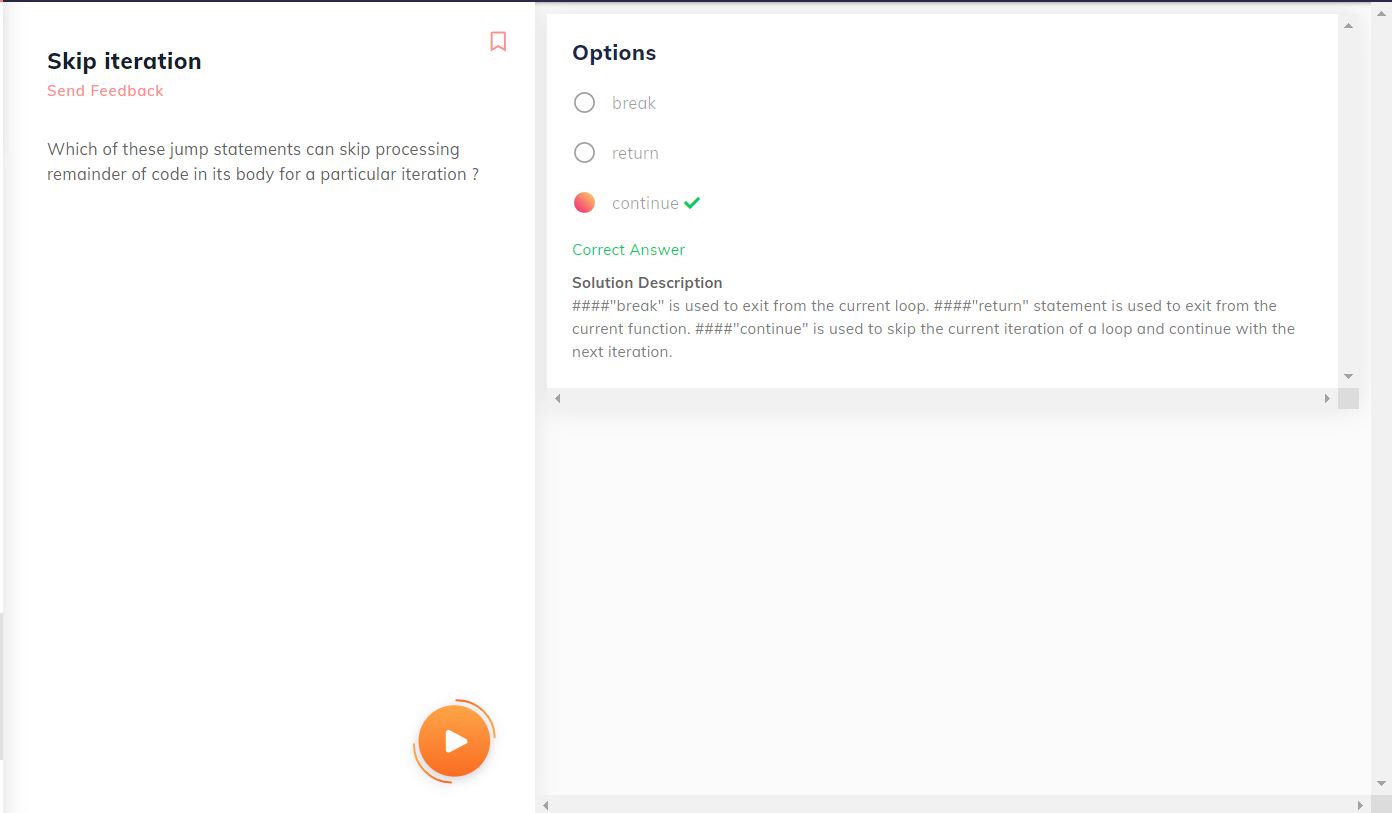 Skip iteration
Send Feedback
Which of these jump statements can skip processing
remainder of code in its body for a particular iteration ?
Options
break
return
continue
Correct Answer
Solution Description
####"break" is used to exit from the current loop. ####"return" statement is used to exit from the
current function. ####"continue" is used to skip the current iteration of a loop and continue with the
next iteration.